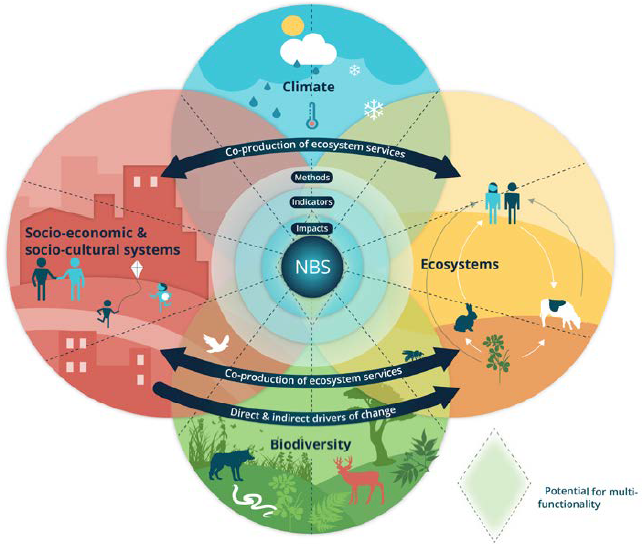 Climate
Co-production of ecosystem services
Methods
Indicators
Impacts
NBS
Socio-economic &
socio-cultural systems
Ecosystems
Co-production of ecosystem services
Direct & indirect drivers of change
Biodiversity
Potential for multi-
functionality